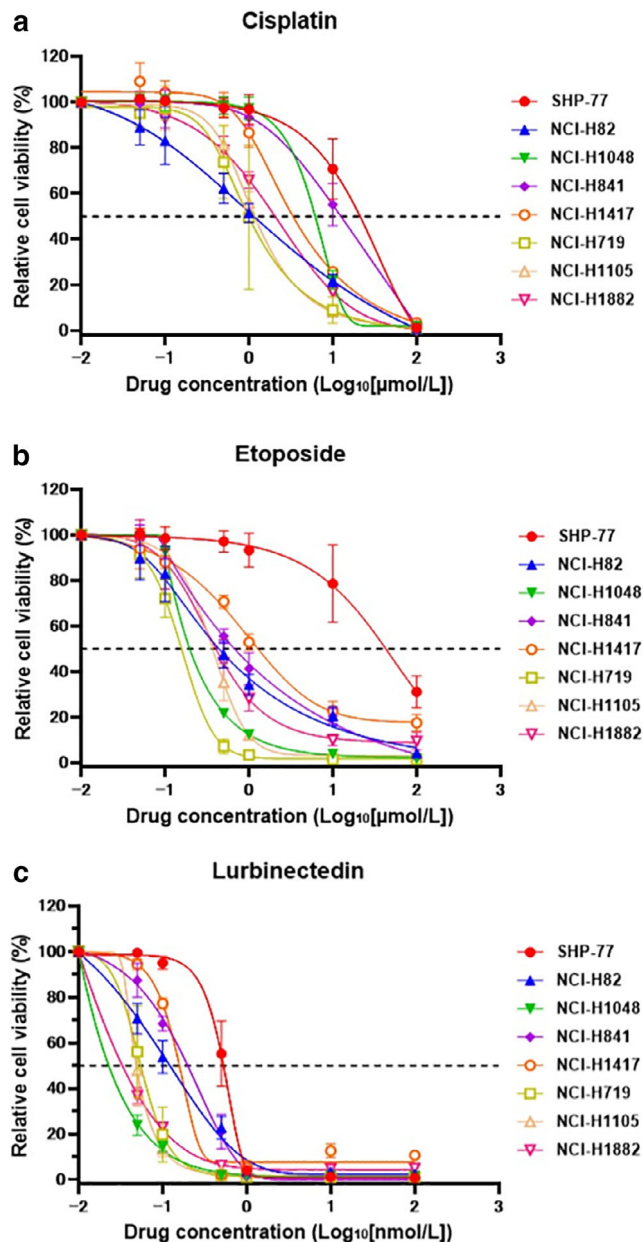 a
Cisplatin
Relative cell viability (%)
120
100
80
60
40
20
0
−2
−1
0
1
2
3
Drug concentration (Log₁₀[µmol/L])
SHP-77
NCI-H82
NCI-H1048
NCI-H841
NCI-H1417
NCI-H719
NCI-H1105
NCI-H1882
b
Etoposide
Relative cell viability (%)
120
100
80
60
40
20
0
−2
−1
0
1
2
3
Drug concentration (Log₁₀[µmol/L])
SHP-77
NCI-H82
NCI-H1048
NCI-H841
NCI-H1417
NCI-H719
NCI-H1105
NCI-H1882
c
Lurbinectedin
Relative cell viability (%)
120
100
80
60
40
20
0
−2
−1
0
1
2
3
Drug concentration (Log₁₀[nmol/L])
SHP-77
NCI-H82
NCI-H1048
NCI-H841
NCI-H1417
NCI-H719
NCI-H1105
NCI-H1882